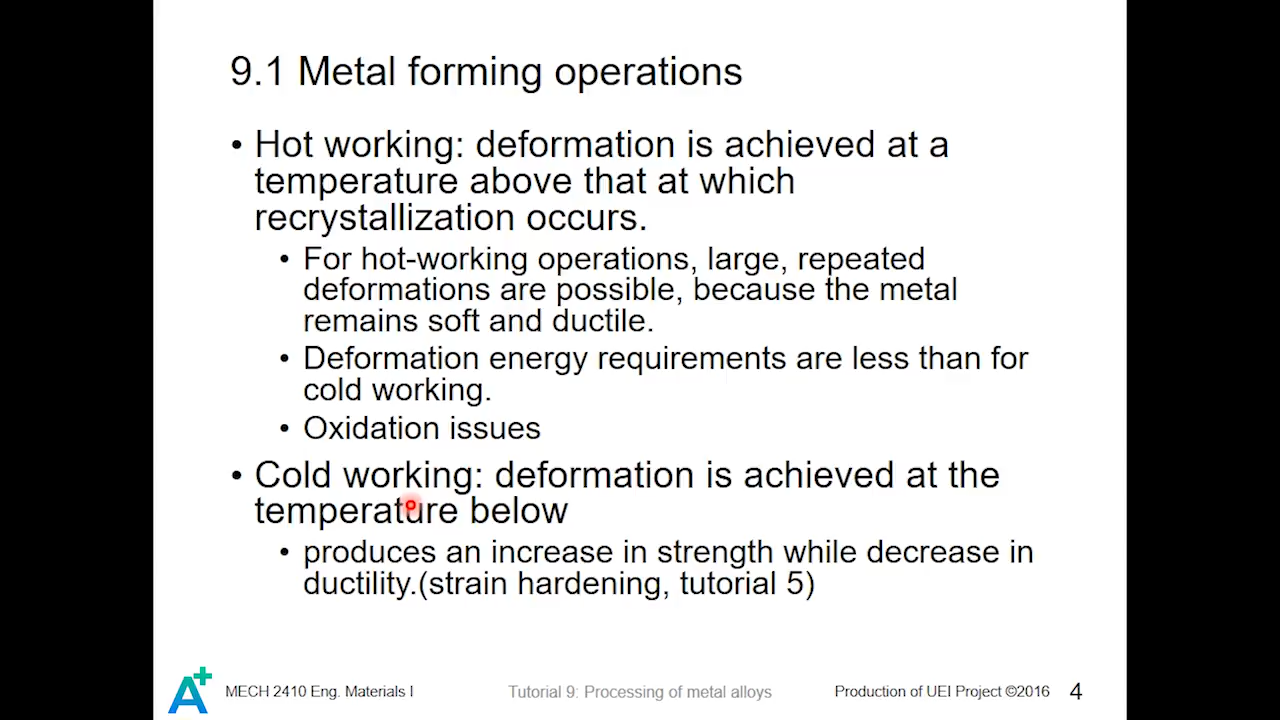 9.1 Metal forming operations
• Hot working: deformation is achieved at a
temperature above that at which
recrystallization occurs.
• For hot-working operations, large, repeated
deformations are possible, because the metal
remains soft and ductile.
• Deformation energy requirements are less than for
cold working.
• Oxidation issues
• Cold working: deformation is achieved at the
temperature below
• produces an increase in strength while decrease in
ductility.(strain hardening, tutorial 5)
A+ MECH 2410 Eng. Materials I Tutorial 9: Processing of metal alloys Production of UEI Project ©2016 4